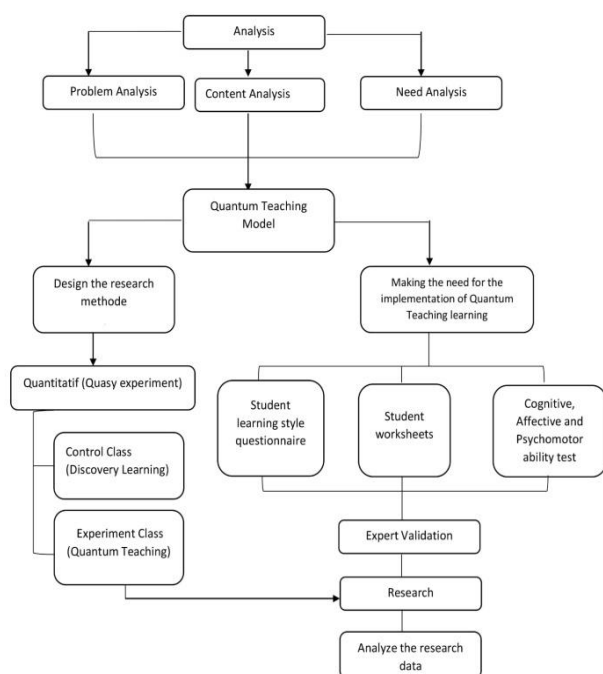 Analysis
Problem Analysis
Content Analysis
Need Analysis
Quantum Teaching
Model
Design the research
methode
Making the need for the
implementation of Quantum
Teaching learning
Quantitatif (Quasy experiment)
Student
learning style
questionnaire
Student
worksheets
Cognitive,
Affective and
Psychomotor
ability test
Control Class
(Discovery Learning)
Experiment Class
(Quantum Teaching)
Expert Validation
Research
Analyze the research
data